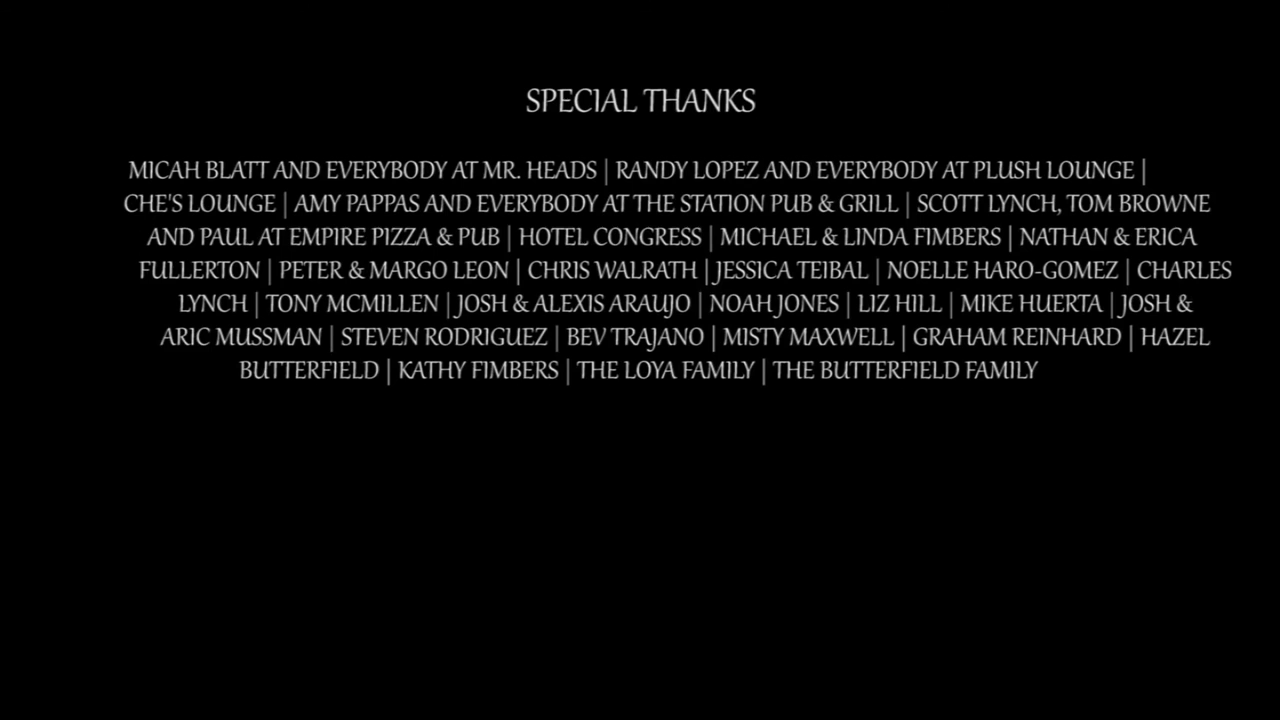 SPECIAL THANKS
MICAH BLATT AND EVERYBODY AT MR. HEADS | RANDY LOPEZ AND EVERYBODY AT PLUSH LOUNGE |
CHE'S LOUNGE | AMY PAPPAS AND EVERYBODY AT THE STATION PUB & GRILL | SCOTT LYNCH, TOM BROWNE
AND PAUL AT EMPIRE PIZZA & PUB | HOTEL CONGRESS | MICHAEL & LINDA FIMBERS | NATHAN & ERICA
FULLERTON | PETER & MARGO LEON | CHRIS WALRATH | JESSICA TEIBAL | NOELLE HARO-GOMEZ | CHARLES
LYNCH | TONY MCMILLEN | JOSH & ALEXIS ARAUJO | NOAH JONES | LIZ HILL | MIKE HUERTA | JOSH &
ARIC MUSSMAN | STEVEN RODRIGUEZ | BEV TRAJANO | MISTY MAXWELL | GRAHAM REINHARD | HAZEL
BUTTERFIELD | KATHY FIMBERS | THE LOYA FAMILY | THE BUTTERFIELD FAMILY